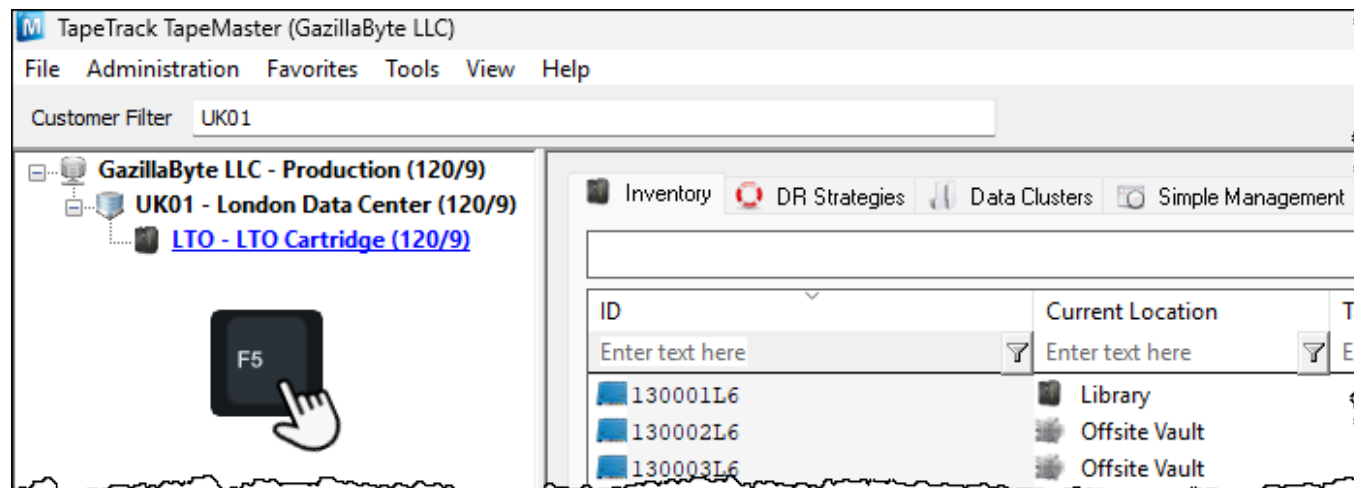 TapeTrack TapeMaster (GazillaByte LLC)
File Administration Favorites Tools View Help
Customer Filter UK01
GazillaByte LLC - Production (120/9)
UK01 - London Data Center (120/9)
LTO - LTO Cartridge (120/9)
F5
Inventory DR Strategies Data Clusters Simple Management
ID Current Location
Enter text here Enter text here
130001L6 Library
130002L6 Offsite Vault
130003L6 Offsite Vault